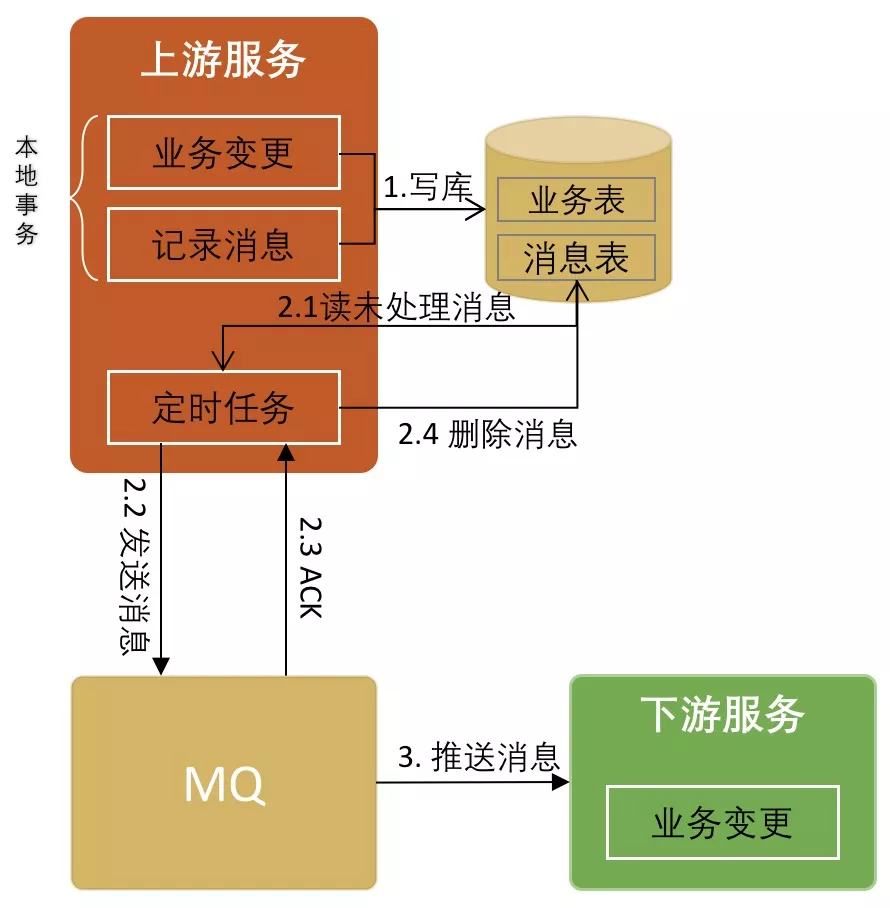 上游服务
本地事务
业务变更
记录消息
1.写库
业务表
消息表
2.1读未处理消息
定时任务
2.4 删除消息
2.2 发送消息
2.3 ACK
MQ
3. 推送消息
下游服务
业务变更